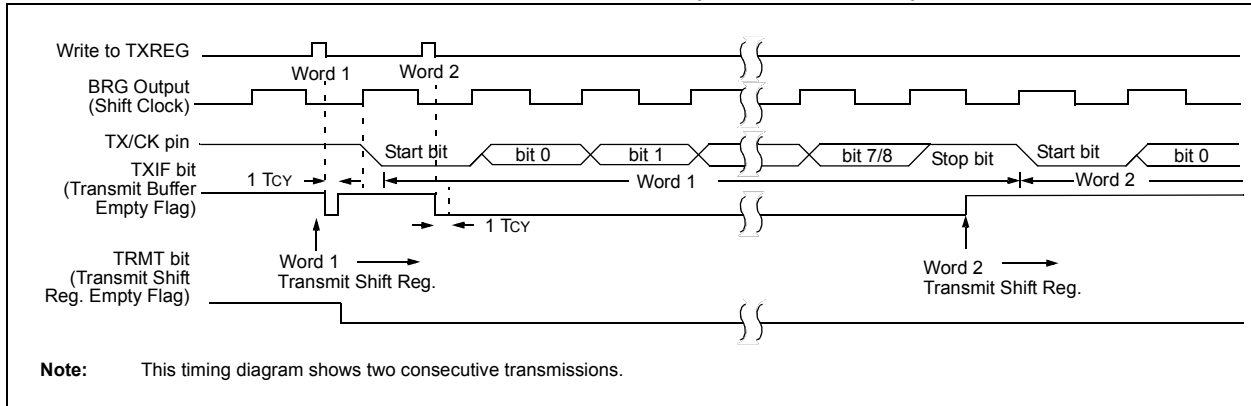 Write to TXREG
Word 1
Word 2
BRG Output
(Shift Clock)
TX/CK pin
Start bit
bit 0
bit 1
bit 7/8
Stop bit
Start bit
bit 0
TXIF bit
(Transmit Buffer
Empty Flag)
1 TCY
Word 1
Word 2
1 TCY
Word 1
Transmit Shift Reg.
Word 2
Transmit Shift Reg.
TRMT bit
(Transmit Shift
Reg. Empty Flag)
Note: This timing diagram shows two consecutive transmissions.